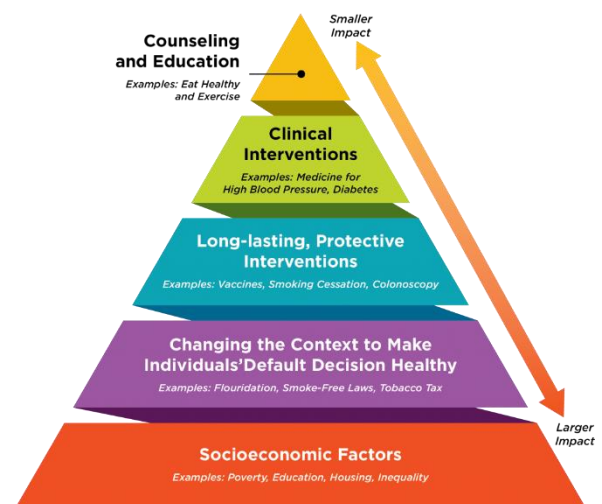 Smaller
Impact
Counseling
and Education
Examples: Eat Healthy
and Exercise
Clinical
Interventions
Examples: Medicine for
High Blood Pressure, Diabetes
Long-lasting, Protective
Interventions
Examples: Vaccines, Smoking Cessation, Colonoscopy
Changing the Context to Make
Individuals’Default Decision Healthy
Examples: Flouridation, Smoke-Free Laws, Tobacco Tax
Larger
Impact
Socioeconomic Factors
Examples: Poverty, Education, Housing, Inequality